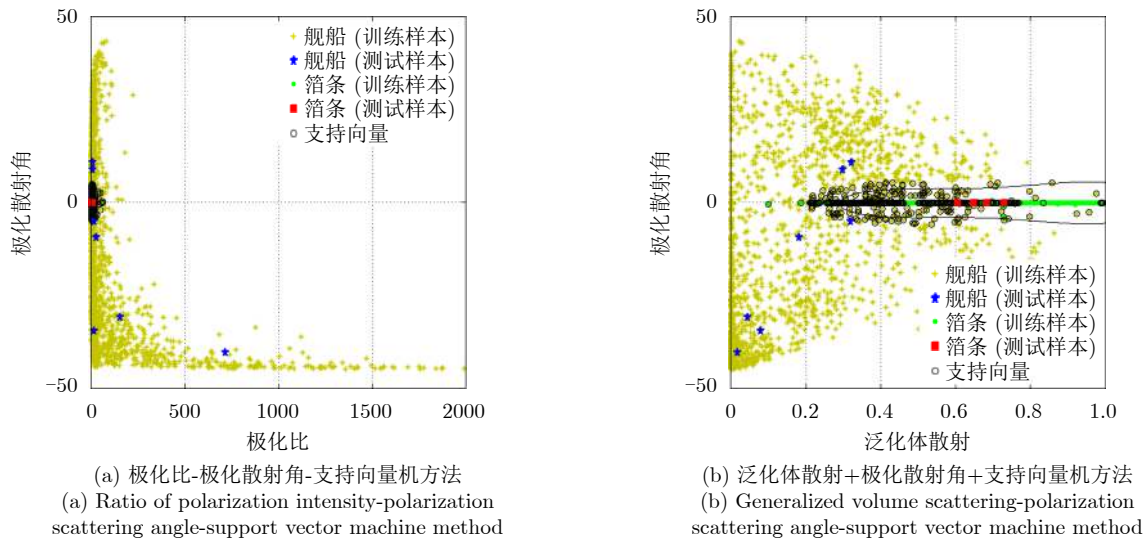 50
0
−50
极化散射角
舰船 (训练样本)
舰船 (测试样本)
箔条 (训练样本)
箔条 (测试样本)
支持向量
0
500
1000
1500
2000
极化比
(a) 极化比-极化散射角-支持向量机方法
(a) Ratio of polarization intensity-polarization
scattering angle-support vector machine method
50
0
−50
极化散射角
舰船 (训练样本)
舰船 (测试样本)
箔条 (训练样本)
箔条 (测试样本)
支持向量
0
0.2
0.4
0.6
0.8
1.0
泛化体散射
(b) 泛化体散射+极化散射角+支持向量机方法
(b) Generalized volume scattering-polarization
scattering angle-support vector machine method